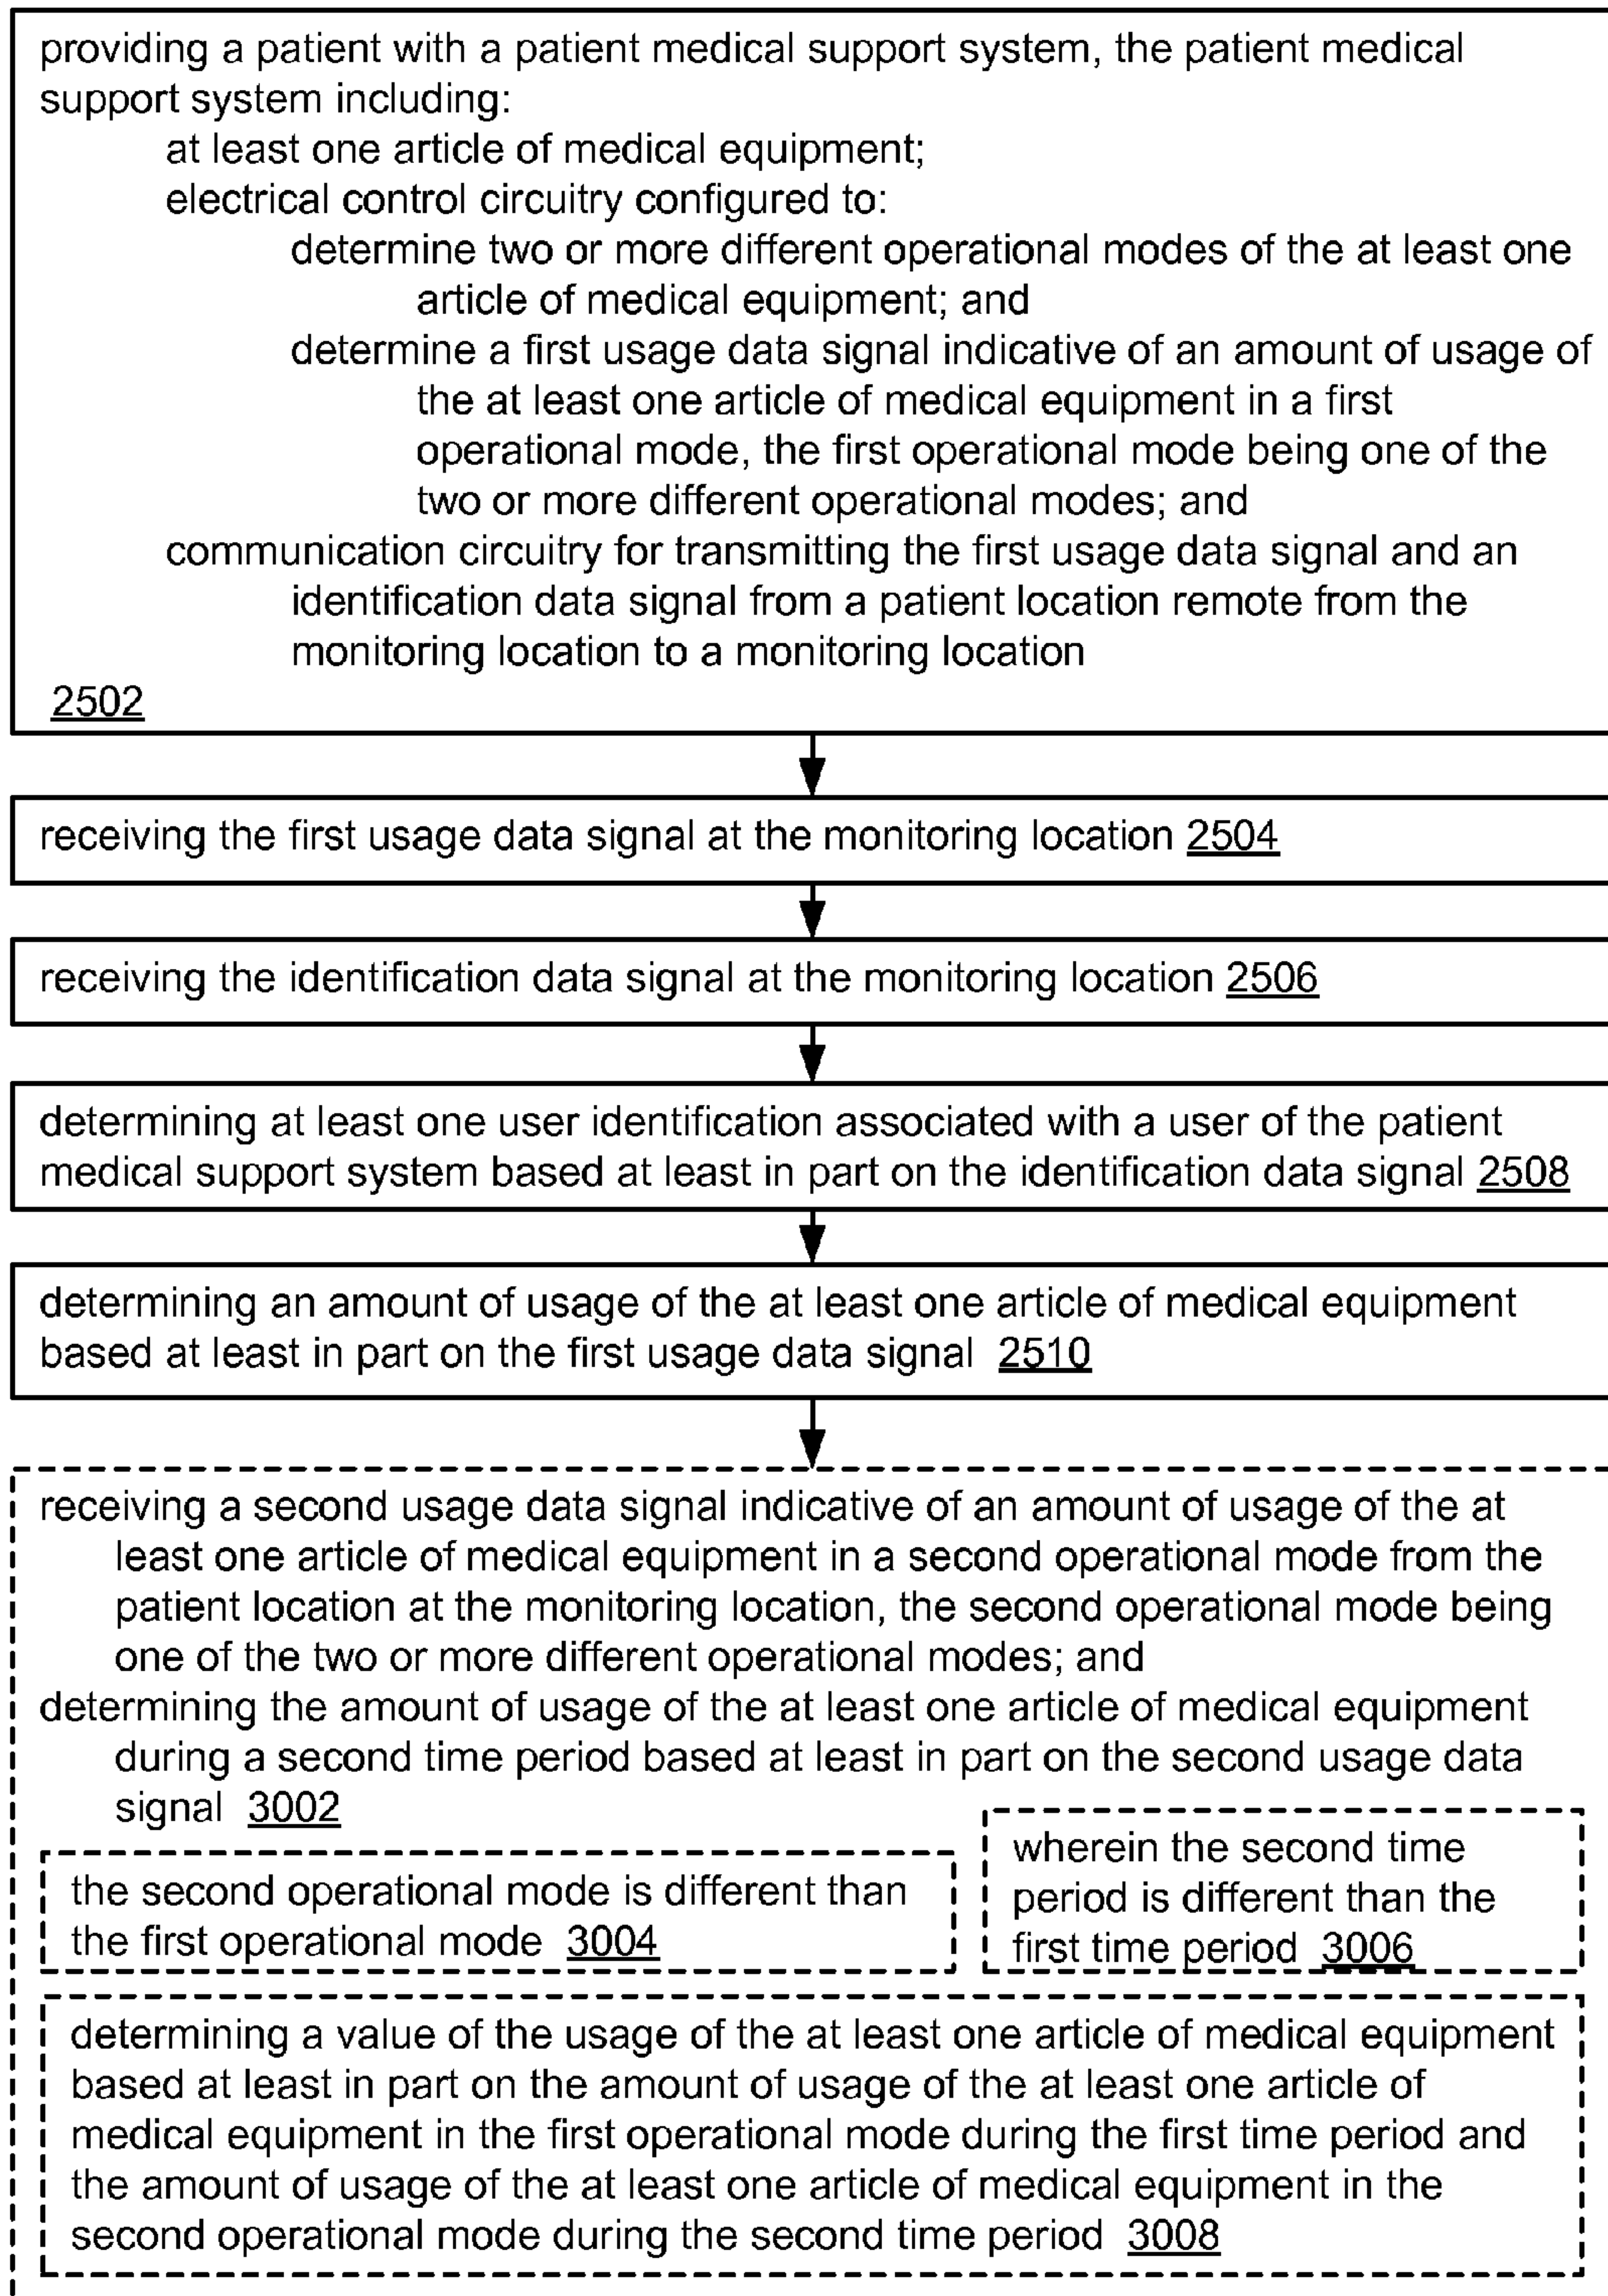 providing a patient with a patient medical support system, the patient medical
support system including:
at least one article of medical equipment;
electrical control circuitry configured to:
determine two or more different operational modes of the at least one
article of medical equipment; and
determine a first usage data signal indicative of an amount of usage of
the at least one article of medical equipment in a first
operational mode, the first operational mode being one of the
two or more different operational modes; and
communication circuitry for transmitting the first usage data signal and an
identification data signal from a patient location remote from the
monitoring location to a monitoring location
2502
receiving the first usage data signal at the monitoring location 2504
receiving the identification data signal at the monitoring location 2506
determining at least one user identification associated with a user of the patient
medical support system based at least in part on the identification data signal 2508
determining an amount of usage of the at least one article of medical equipment
based at least in part on the first usage data signal 2510
receiving a second usage data signal indicative of an amount of usage of the at
least one article of medical equipment in a second operational mode from the
patient location at the monitoring location, the second operational mode being
one of the two or more different operational modes; and
determining the amount of usage of the at least one article of medical equipment
during a second time period based at least in part on the second usage data
signal 3002
the second operational mode is different than
the first operational mode 3004
wherein the second time
period is different than the
first time period 3006
determining a value of the usage of the at least one article of medical equipment
based at least in part on the amount of usage of the at least one article of
medical equipment in the first operational mode during the first time period and
the amount of usage of the at least one article of medical equipment in the
second operational mode during the second time period 3008